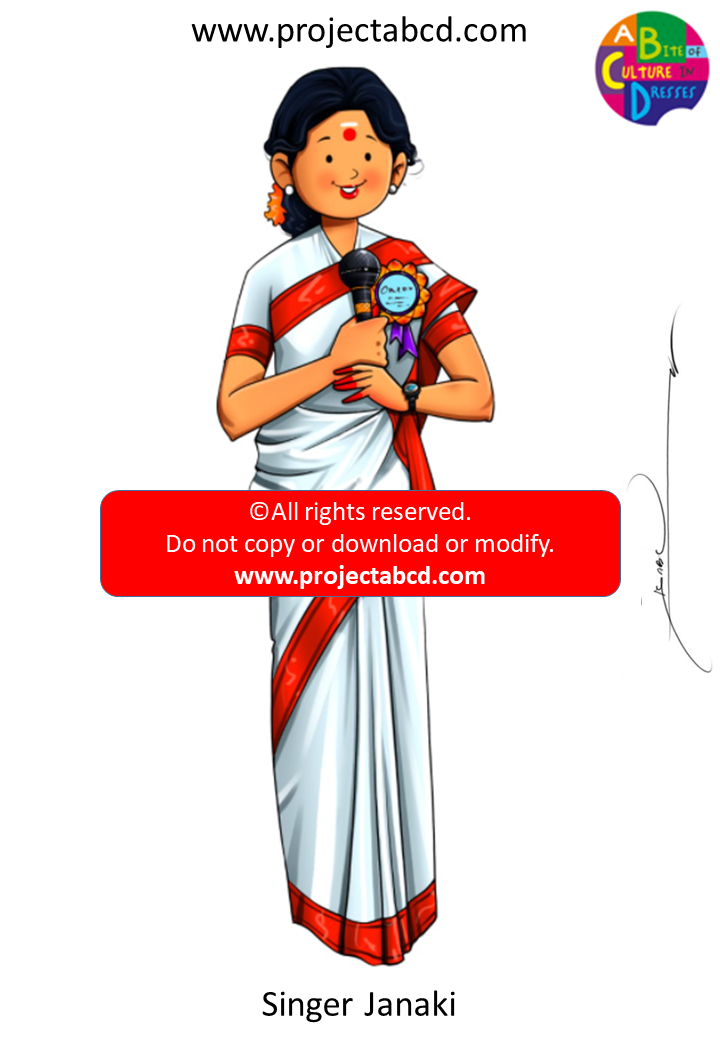 www.projectabcd.com
A BITE OF
CULTURE IN
DRESSES
©All rights reserved.
Do not copy or download or modify.
www.projectabcd.com
Singer Janaki